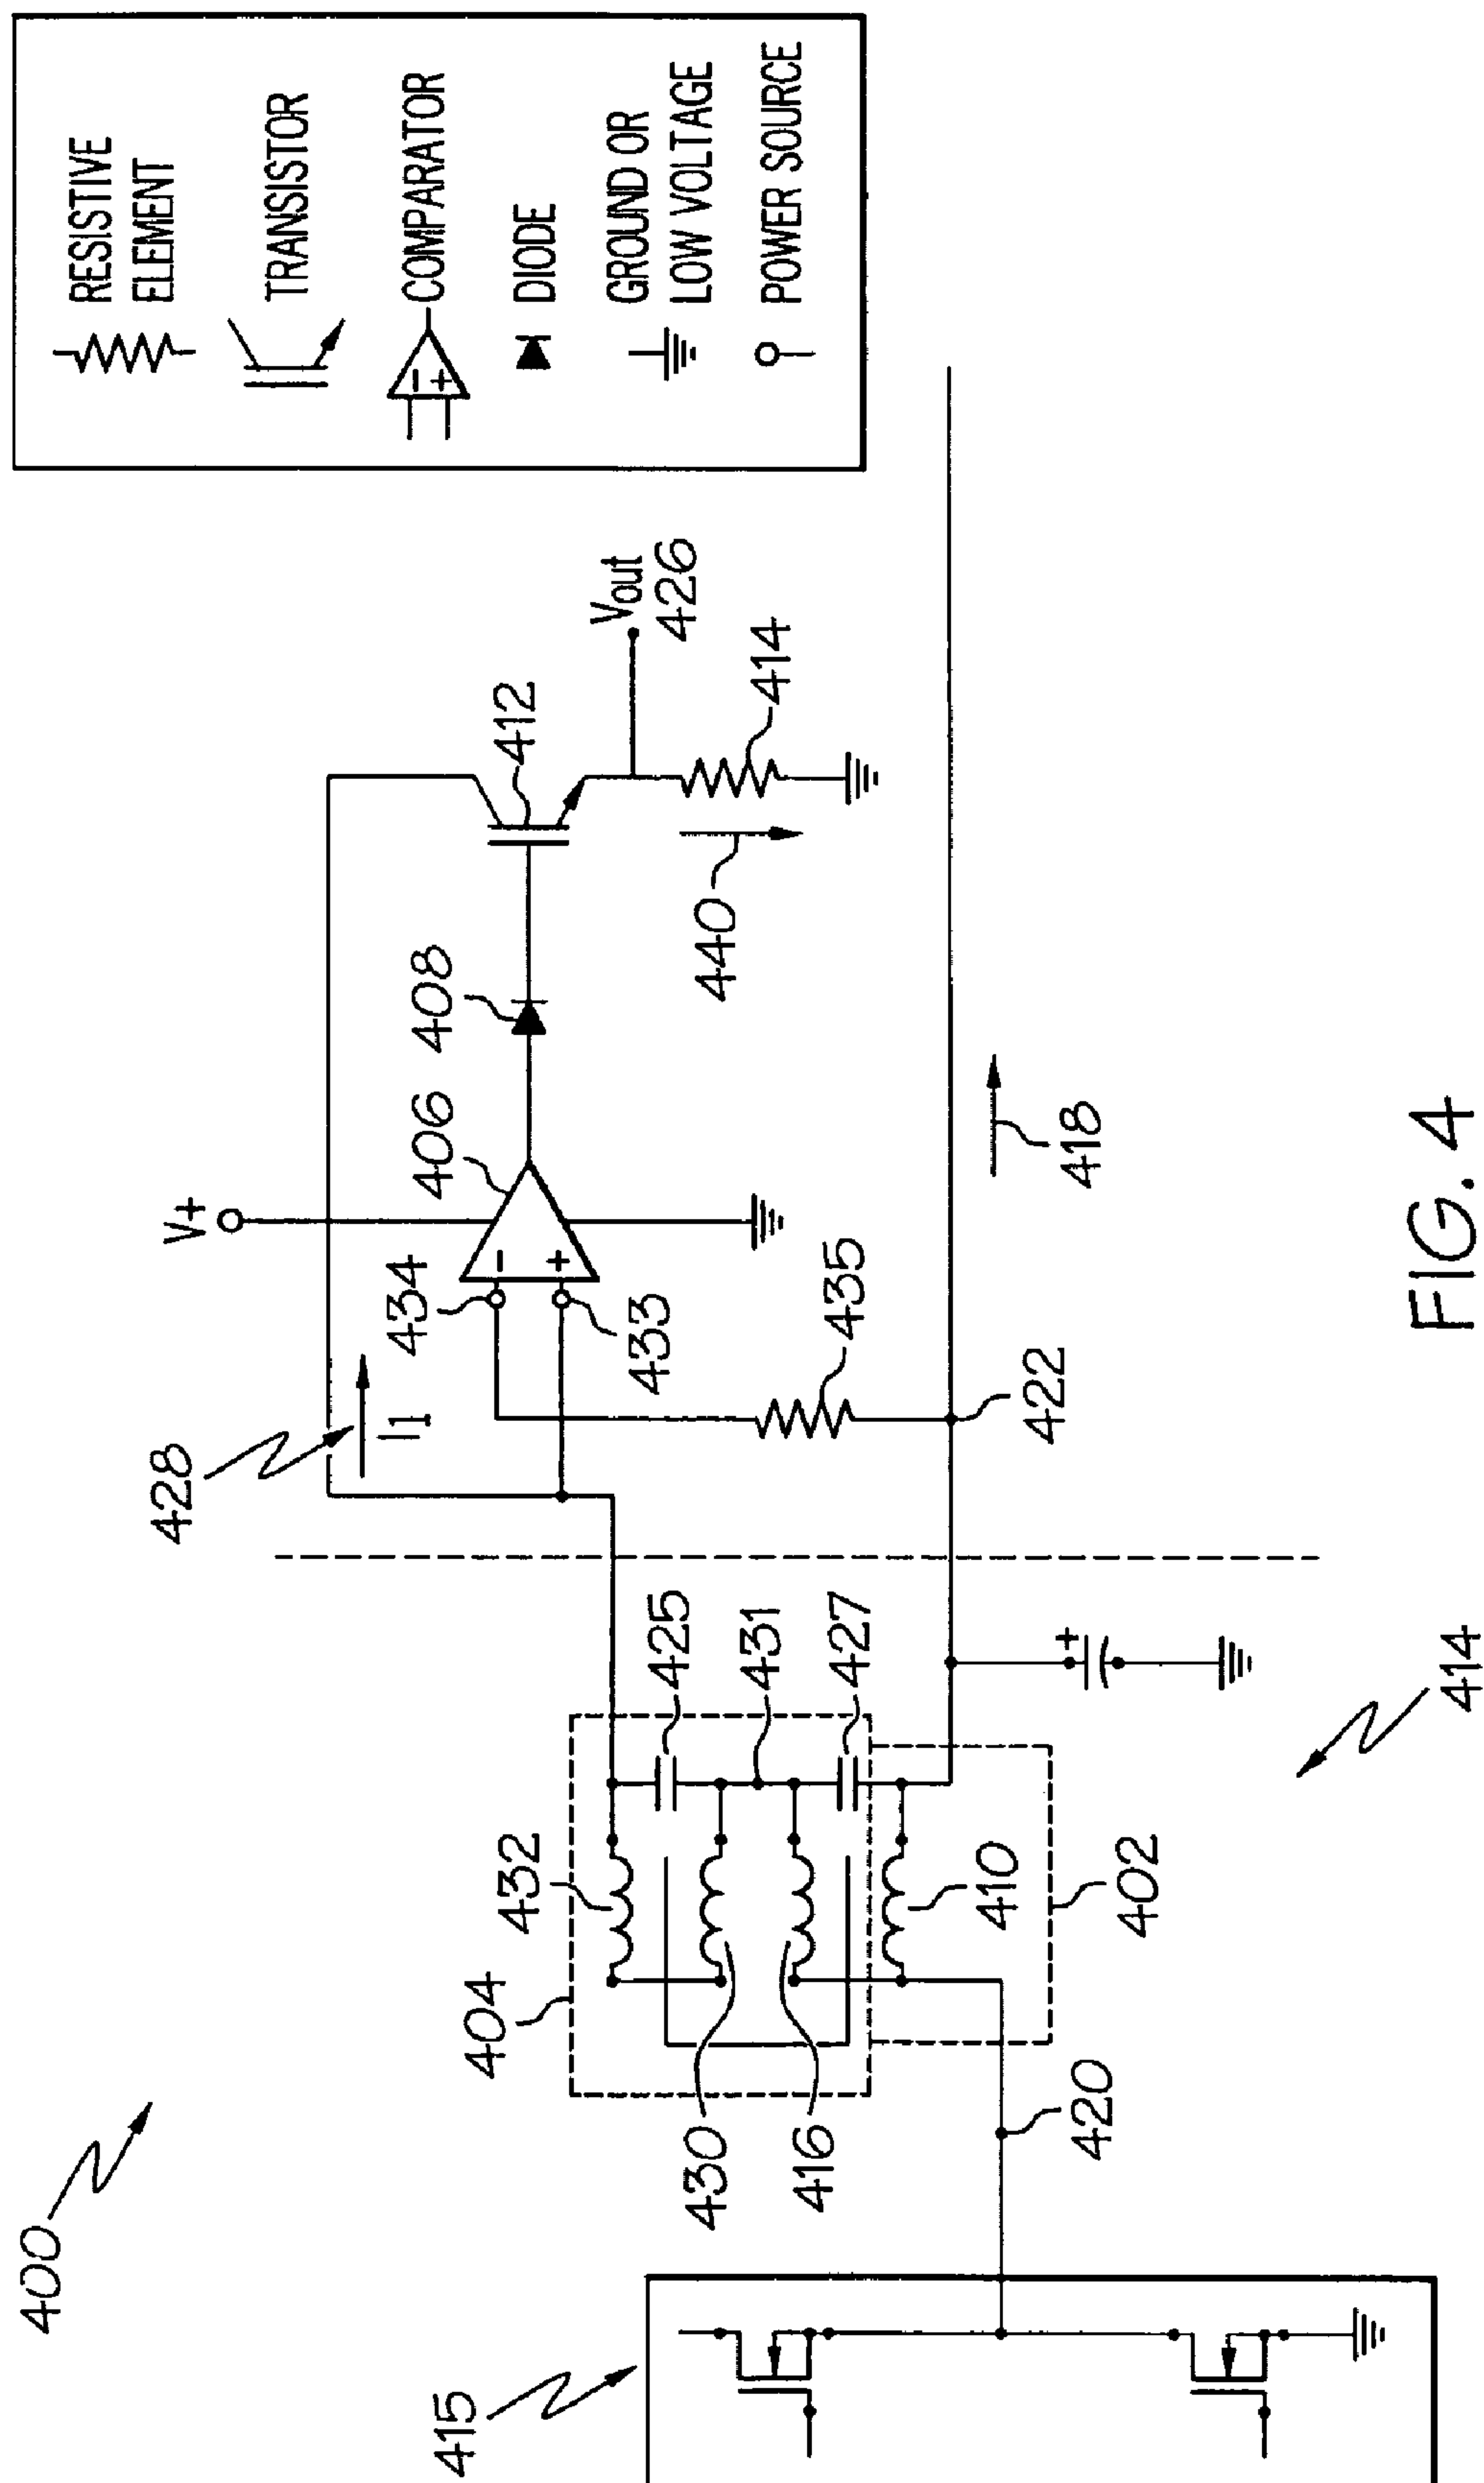 400
415
414
404
432
430
416
431
425
427
410
402
420
428
I1
V+
434
433
-
+
406
408
412
Vout
426
414
440
435
422
418
+
RESISTIVE
ELEMENT
TRANSISTOR
-
+
COMPARATOR
DIODE
GROUND OR
LOW VOLTAGE
POWER SOURCE
FIG. 4